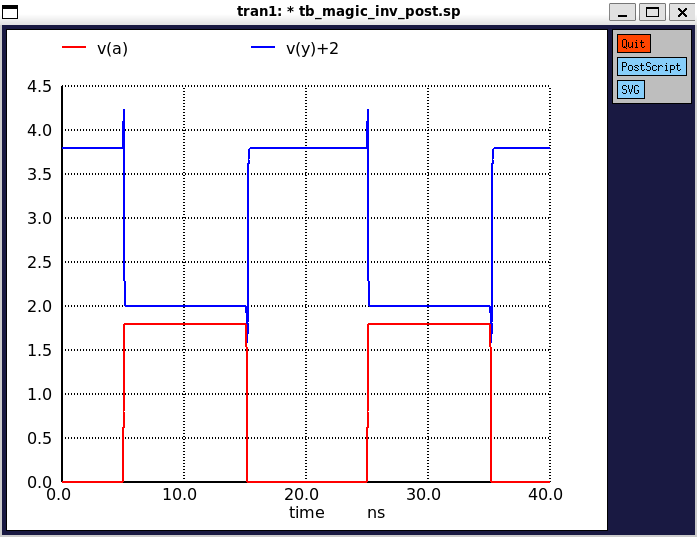 tran1: * tb_magic_inv_post.sp
v(a) v(y)+2
Quit
PostScript
SVG
4.5
4.0
3.5
3.0
2.5
2.0
1.5
1.0
0.5
0.0
0.0 10.0 20.0 30.0 40.0
time ns